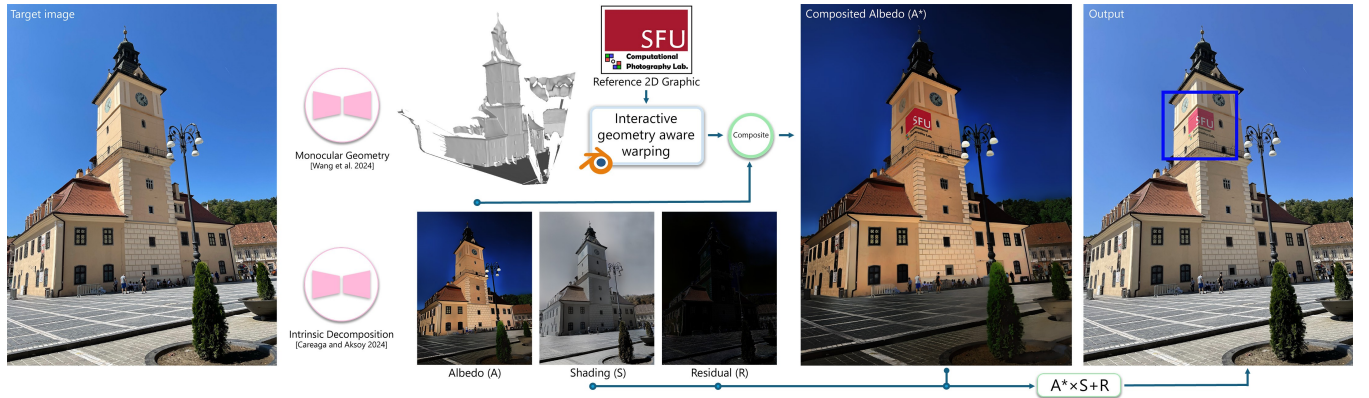 Target image
Monocular Geometry
[Wang et al. 2024]
SFU
Computational
Photography Lab.
Reference 2D Graphic
Interactive
geometry aware
warping
Composite
Composited Albedo (A*)
SFU
Output
SFU
Intrinsic Decomposition
[Careaga and Aksoy 2024]
Albedo (A)
Shading (S)
Residual (R)
A*×S+R